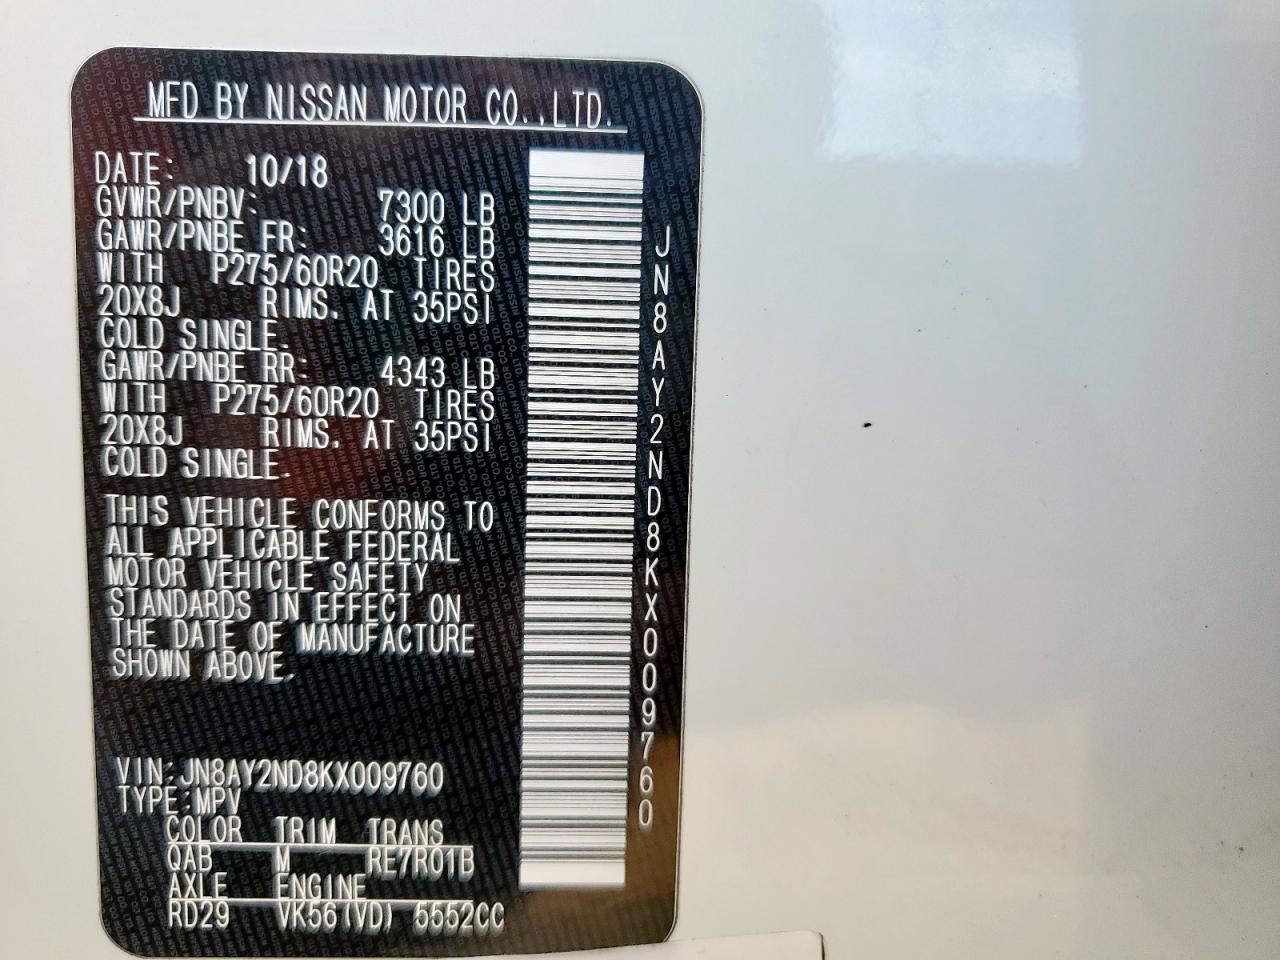 MFD BY NISSAN MOTOR CO.,LTD.
DATE: 10/18
GVWR/PNBV: 7300 LB
GAWR/PNBE FR: 3616 LB
WITH P275/60R20 TIRES
20X8J RIMS. AT 35PSI
COLD SINGLE.
GAWR/PNBE RR: 4343 LB
WITH P275/60R20 TIRES
20X8J RIMS. AT 35PSI
COLD SINGLE.
THIS VEHICLE CONFORMS TO
ALL APPLICABLE FEDERAL
MOTOR VEHICLE SAFETY
STANDARDS IN EFFECT ON
THE DATE OF MANUFACTURE
SHOWN ABOVE.
VIN:JN8AY2ND8KX009760
TYPE:MPV
COLOR TRIM TRANS
QAB M RE7R01B
AXLE ENGINE
RD29 VK56(VD) 5552CC
JN8AY2ND8KX009760